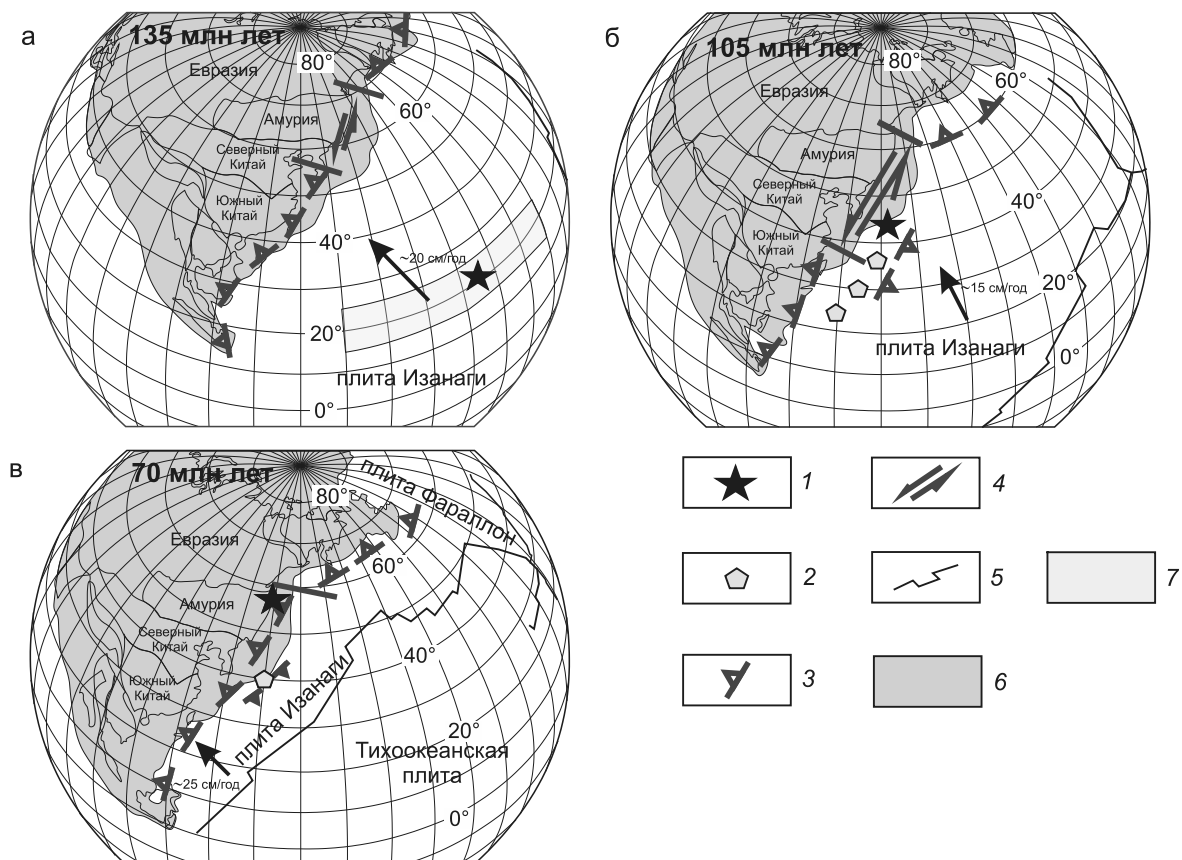 а
135 млн лет
80°
Евразия
60°
Амурия
Северный
Китай
Южный
Китай
40°
~20 см/год
20°
плита Изанаги
0°
б
105 млн лет
80°
60°
Евразия
Амурия
Северный
Китай
40°
Южный
Китай
20°
~15 см/год
плита Изанаги
0°
в
70 млн лет
плита Фараллон
80°
Евразия
60°
Амурия
Северный
Китай
40°
Южный
Китай
плита Изанаги
20°
Тихоокеанская
плита
~25 см/год
0°
1
4
2
5
7
3
6